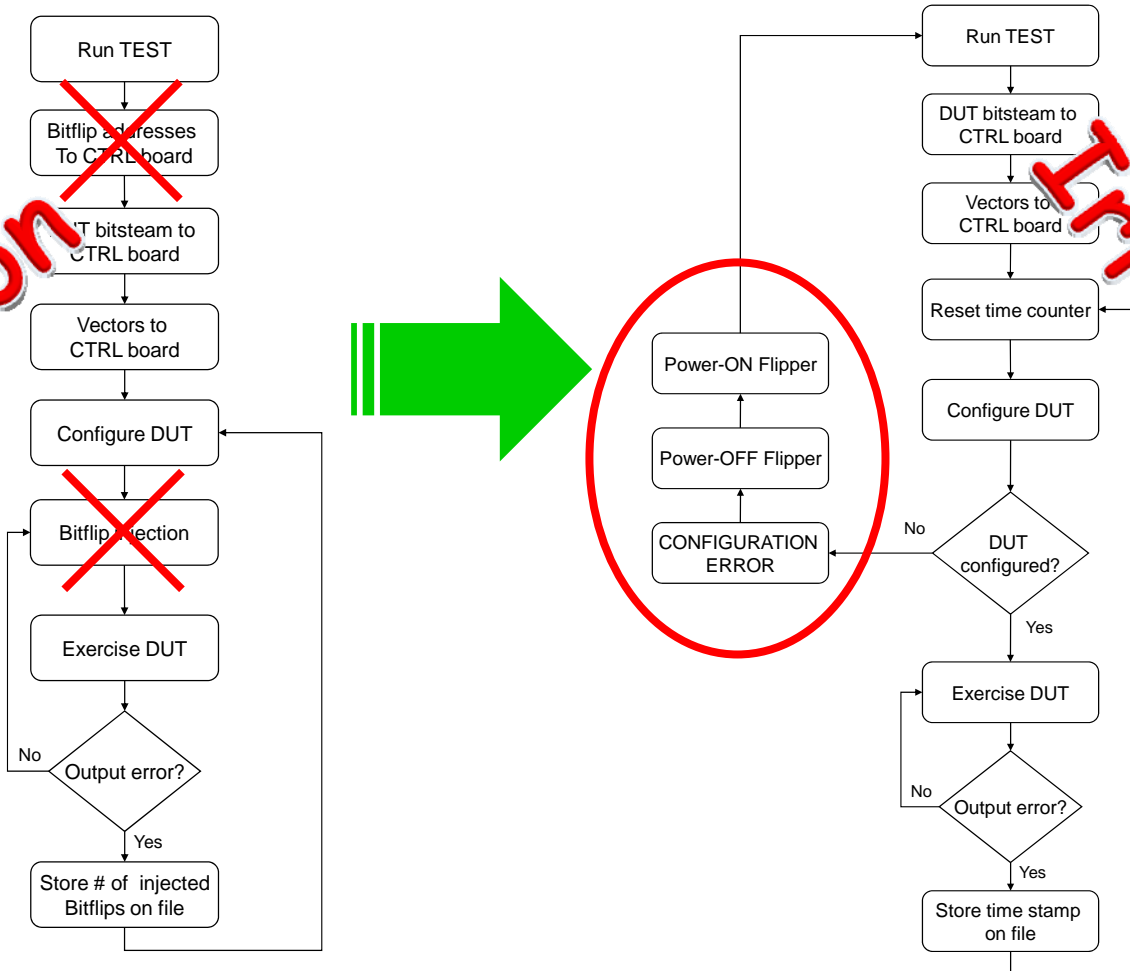 Run TEST
Bitflip addresses
To CTRL board
bitsteam to
CTRL board
Vectors to
CTRL board
Configure DUT
Bitflip injection
Exercise DUT
Output error?
No
Yes
Store # of injected
Bitflips on file
on
Power-ON Flipper
Power-OFF Flipper
CONFIGURATION
ERROR
Run TEST
DUT bitsteam to
CTRL board
Vectors to
CTRL board
Irr
Reset time counter
Configure DUT
DUT
configured?
No
Yes
Exercise DUT
Output error?
No
Yes
Store time stamp
on file